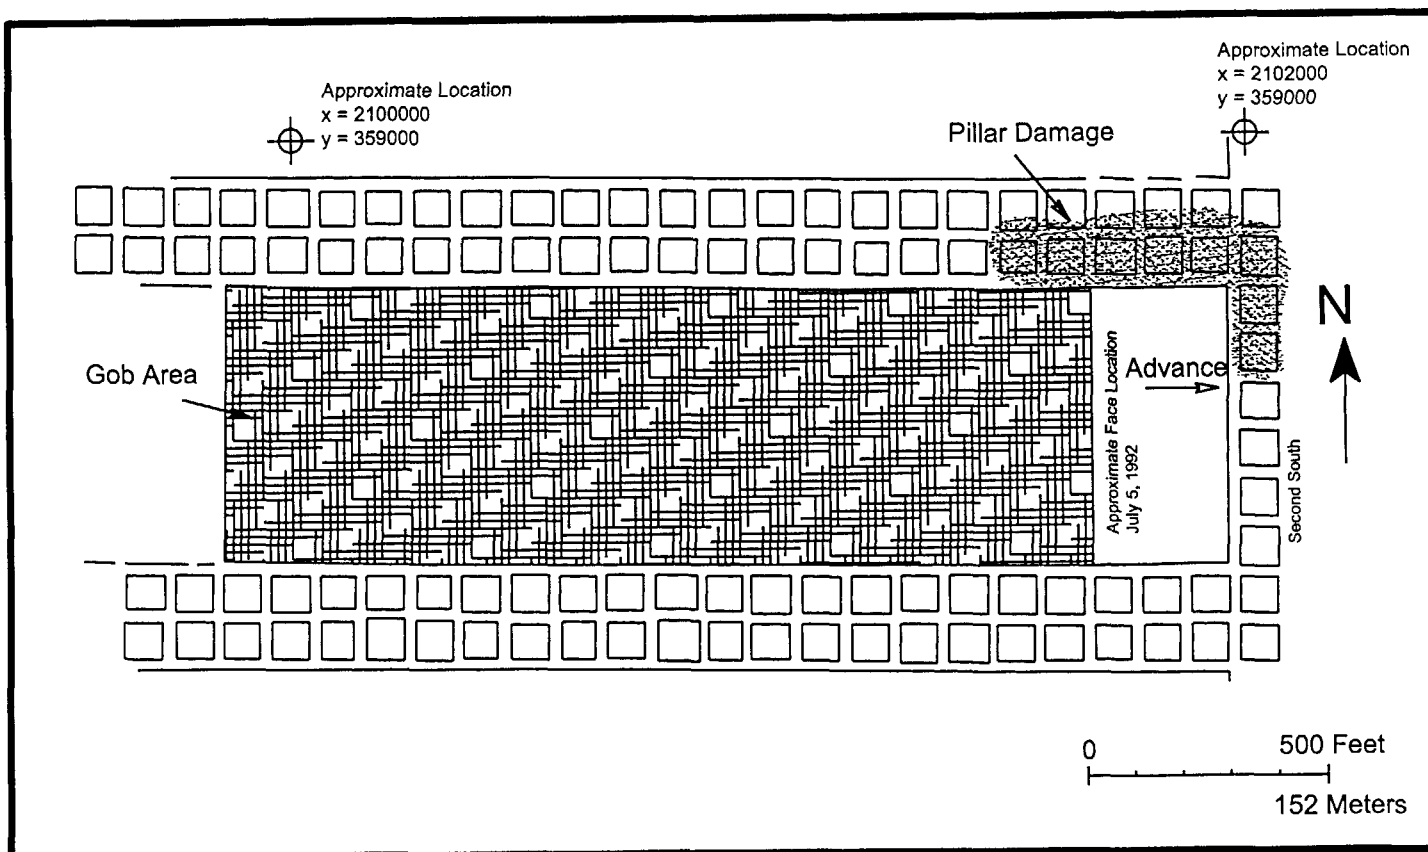 Approximate Location
x = 2100000
y = 359000
Approximate Location
x = 2102000
y = 359000
Pillar Damage
Gob Area
Approximate Face Location
July 5, 1992
Advance
N
Second South
0
500 Feet
152 Meters